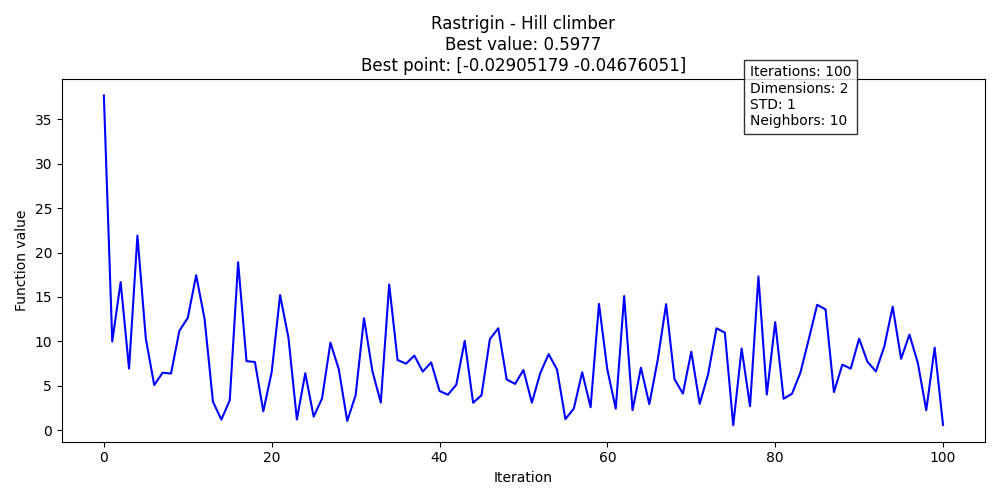 Rastrigin - Hill climber
Best value: 0.5977
Best point: [-0.02905179 -0.04676051]
Iterations: 100
Dimensions: 2
STD: 1
Neighbors: 10
Function value
35
30
25
20
15
10
5
0
0 20 40 60 80 100
Iteration